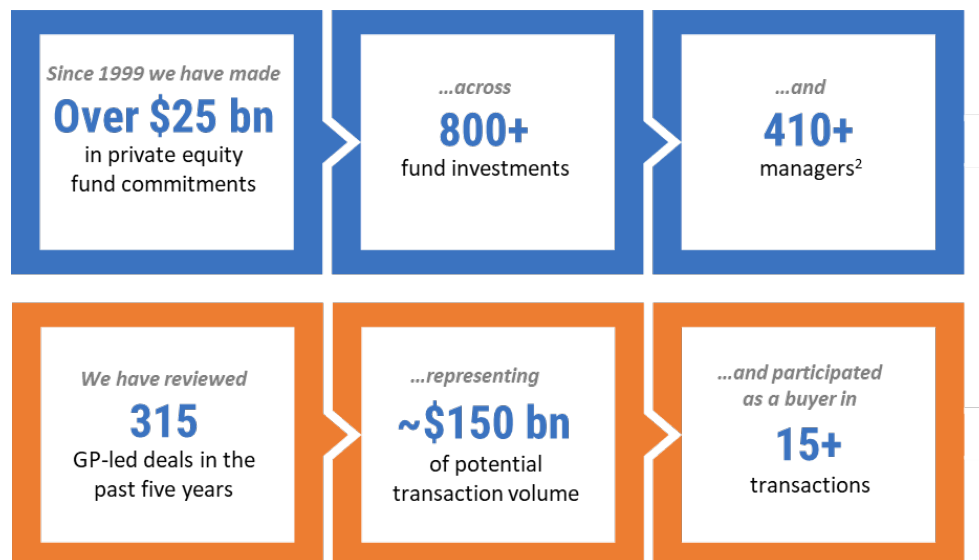 Since 1999 we have made
Over $25 bn
in private equity
fund commitments
...across
800+
fund investments
...and
410+
managers²
We have reviewed
315
GP-led deals in the
past five years
...representing
~$150 bn
of potential
transaction volume
...and participated
as a buyer in
15+
transactions